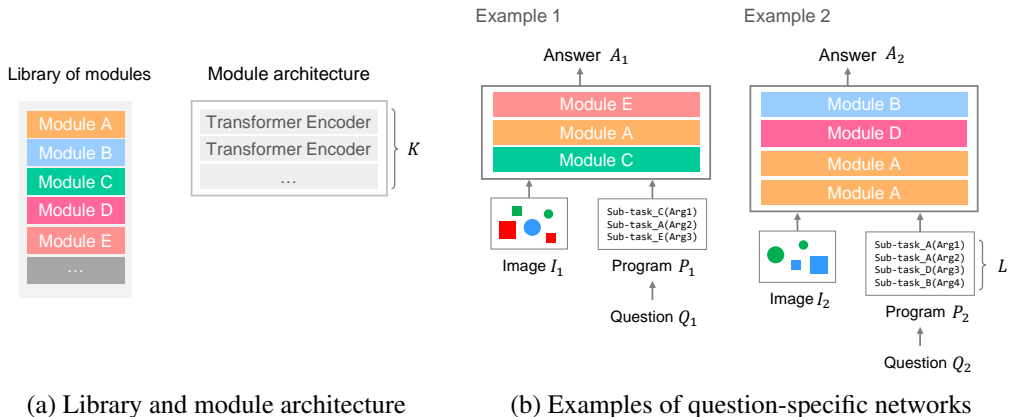 Library of modules
Module A
Module B
Module C
Module D
Module E
...
Module architecture
Transformer Encoder
Transformer Encoder
...
K
(a) Library and module architecture
Example 1
Answer A₁
Module E
Module A
Module C
Image I₁
Sub-task_C(Arg1)
Sub-task_A(Arg2)
Sub-task_E(Arg3)
Program P₁
Question Q₁
Example 2
Answer A₂
Module B
Module D
Module A
Module A
Image I₂
Sub-task_A(Arg1)
Sub-task_A(Arg2)
Sub-task_D(Arg3)
Sub-task_B(Arg4)
L
Program P₂
Question Q₂
(b) Examples of question-specific networks